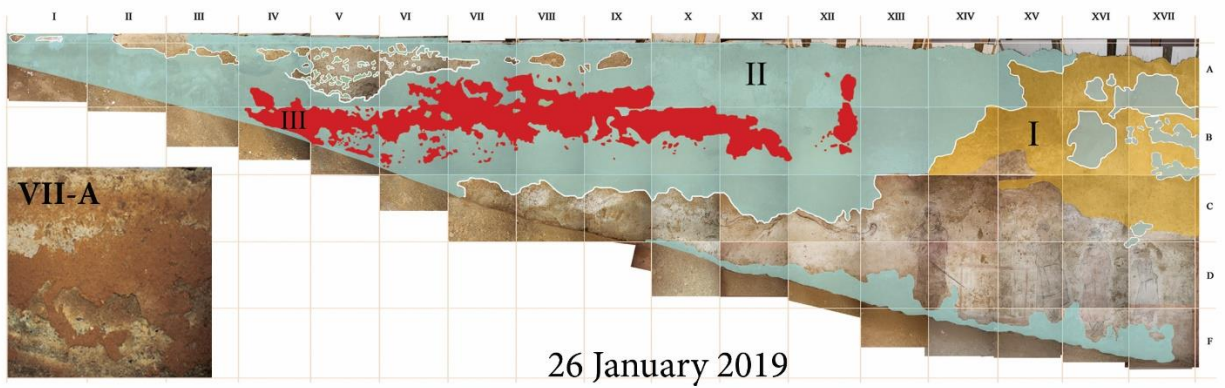 I II III IV V VI VII VIII IX X XI XII XIII XIV XV XVI XVII
A
II
III
I
B
VII-A
C
D
F
26 January 2019